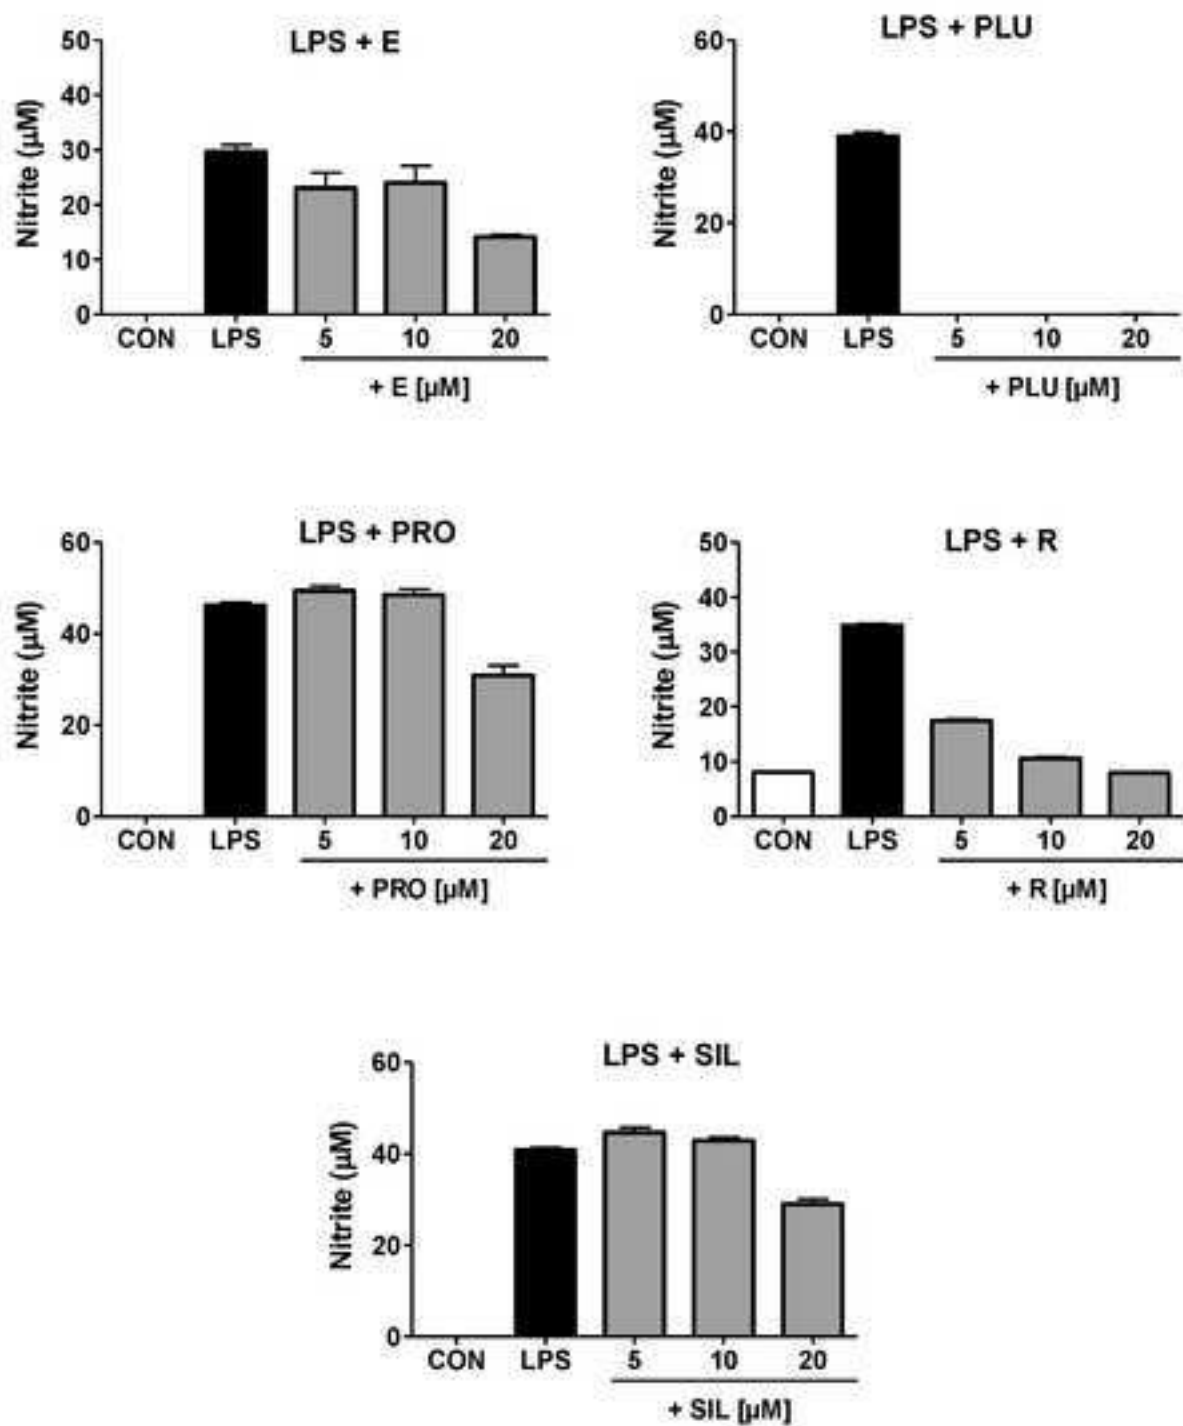 LPS + E
Nitrite (µM)
50
40
30
20
10
0
CON LPS 5 10 20
+ E [µM]
LPS + PLU
Nitrite (µM)
60
40
20
0
CON LPS 5 10 20
+ PLU [µM]
LPS + PRO
Nitrite (µM)
60
40
20
0
CON LPS 5 10 20
+ PRO [µM]
LPS + R
Nitrite (µM)
50
40
30
20
10
0
CON LPS 5 10 20
+ R [µM]
LPS + SIL
Nitrite (µM)
60
40
20
0
CON LPS 5 10 20
+ SIL [µM]